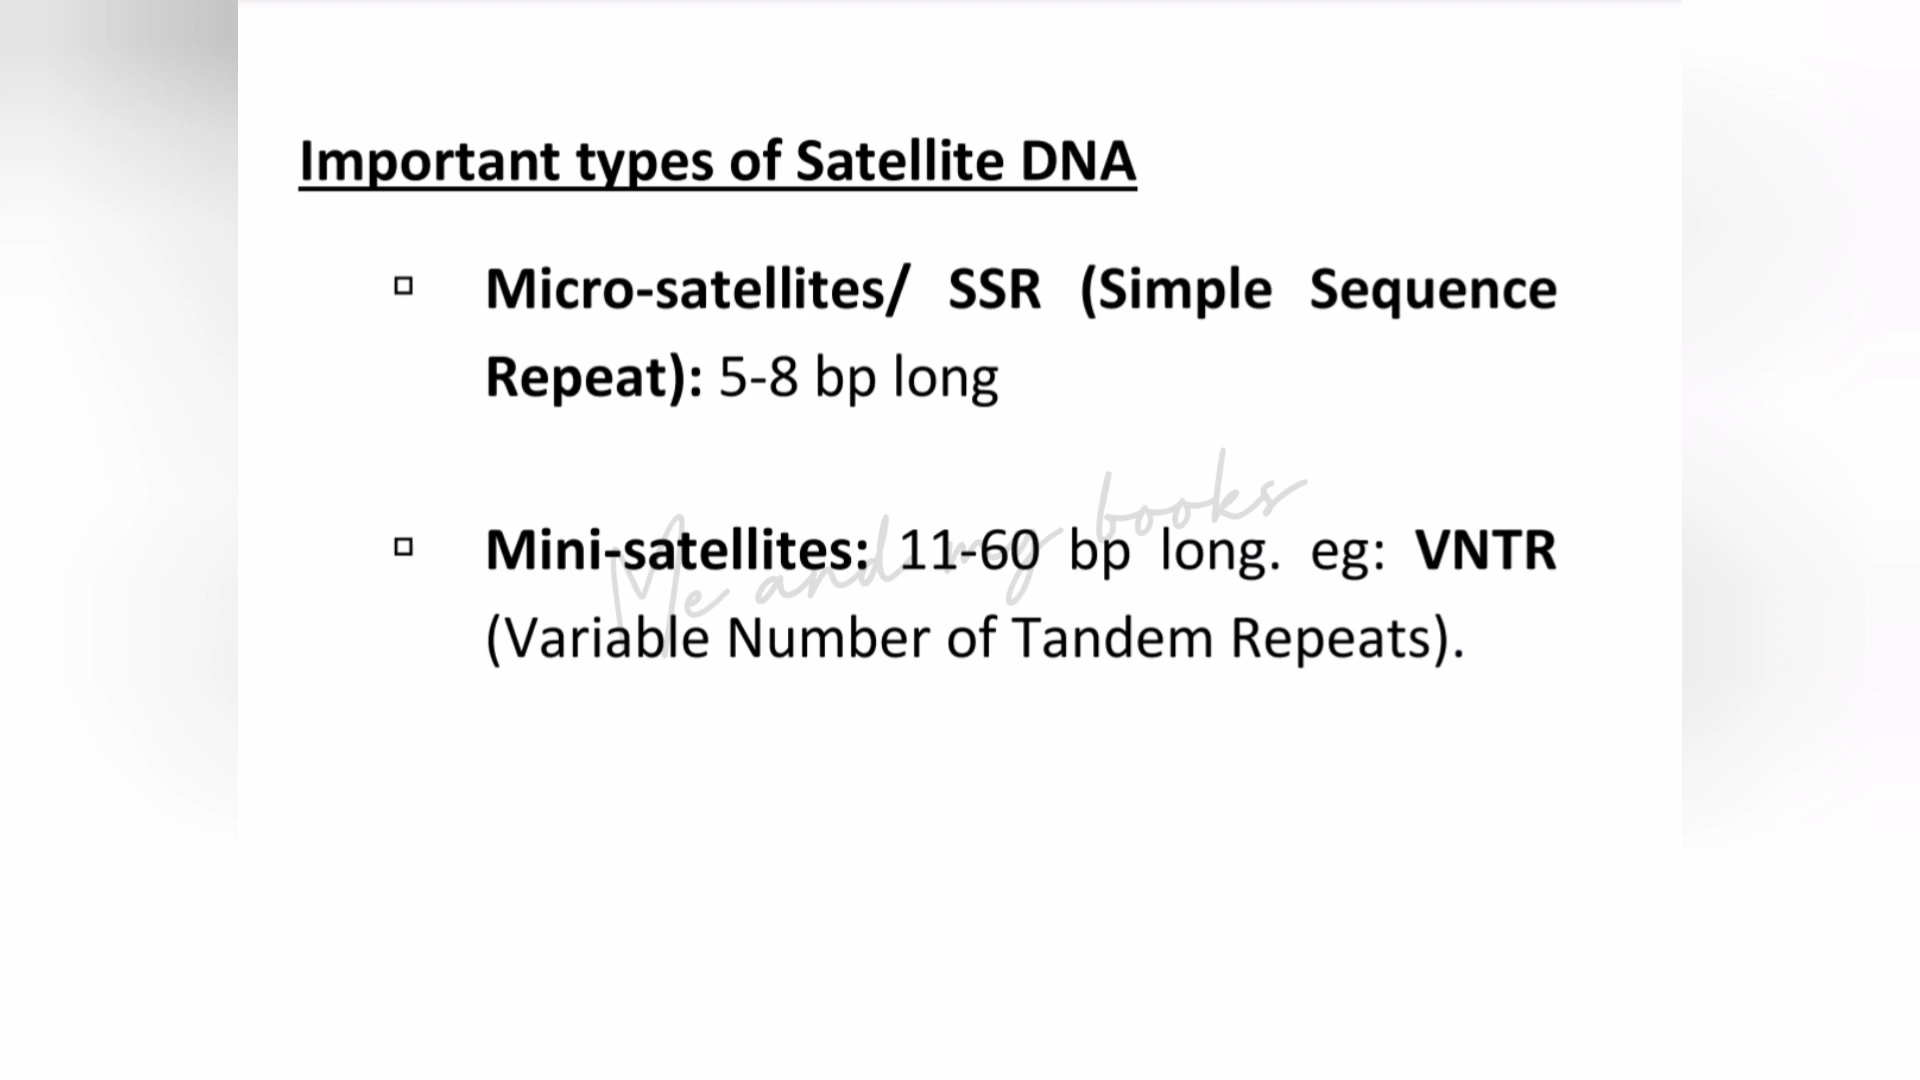 Important types of Satellite DNA
Micro-satellites/ SSR (Simple Sequence
Repeat): 5-8 bp long
Me and my books
Mini-satellites: 11-60 bp long. eg: VNTR
(Variable Number of Tandem Repeats).